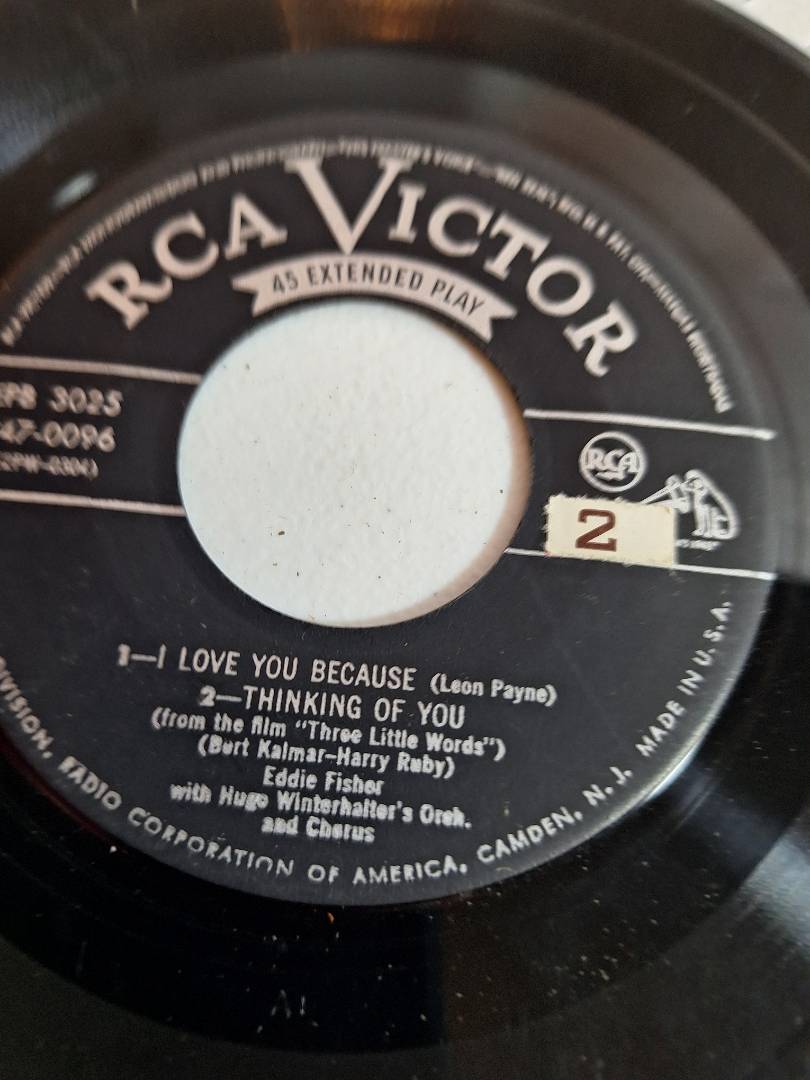 RCA VICTOR
45 EXTENDED PLAY
3025
47-0096
RCA
2
1—I LOVE YOU BECAUSE (Leon Payne)
2—THINKING OF YOU
(from the film "Three Little Words")
(Bert Kalmar-Harry Ruby)
Eddie Fisher
with Hugo Winterhalter's Orch.
and Chorus
DIVISION, RADIO CORPORATION OF AMERICA, CAMDEN, N. J. MADE IN U. S. A.